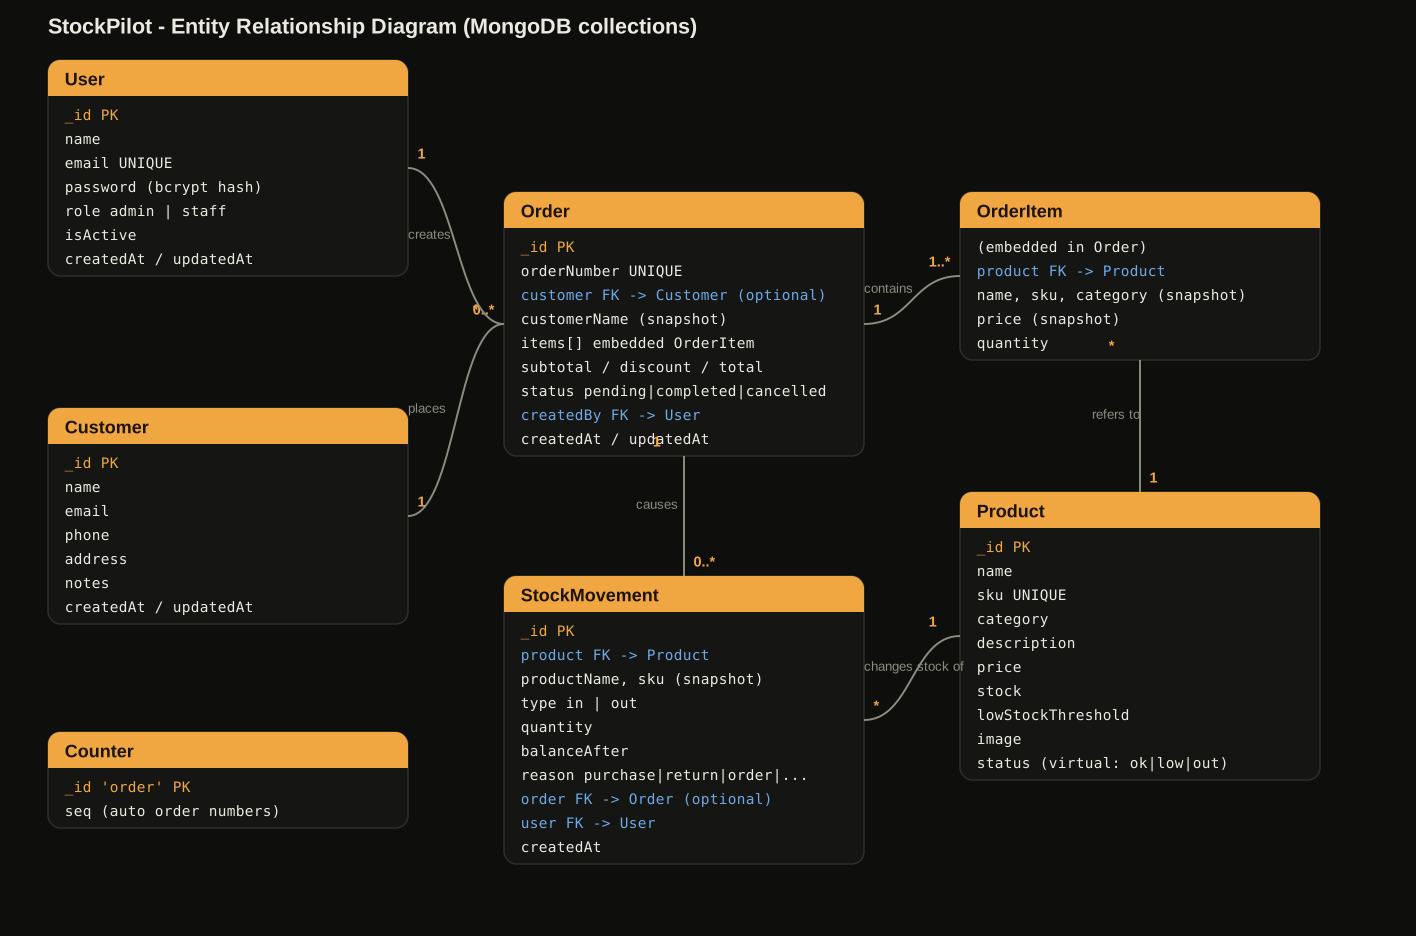 StockPilot - Entity Relationship Diagram (MongoDB collections)
User
_id PK
name
email UNIQUE
password (bcrypt hash)
role admin | staff
isActive
createdAt / updatedAt
1
creates
0..*
places
1
Customer
_id PK
name
email
phone
address
notes
createdAt / updatedAt
Counter
_id 'order' PK
seq (auto order numbers)
Order
_id PK
orderNumber UNIQUE
customer FK -> Customer (optional)
customerName (snapshot)
items[] embedded OrderItem
subtotal / discount / total
status pending|completed|cancelled
createdBy FK -> User
createdAt / updatedAt
1
causes
0..*
contains
1
1..*
StockMovement
_id PK
product FK -> Product
productName, sku (snapshot)
type in | out
quantity
balanceAfter
reason purchase|return|order|...
order FK -> Order (optional)
user FK -> User
createdAt
1
changes stock of
*
OrderItem
(embedded in Order)
product FK -> Product
name, sku, category (snapshot)
price (snapshot)
quantity
*
refers to
1
Product
_id PK
name
sku UNIQUE
category
description
price
stock
lowStockThreshold
image
status (virtual: ok|low|out)